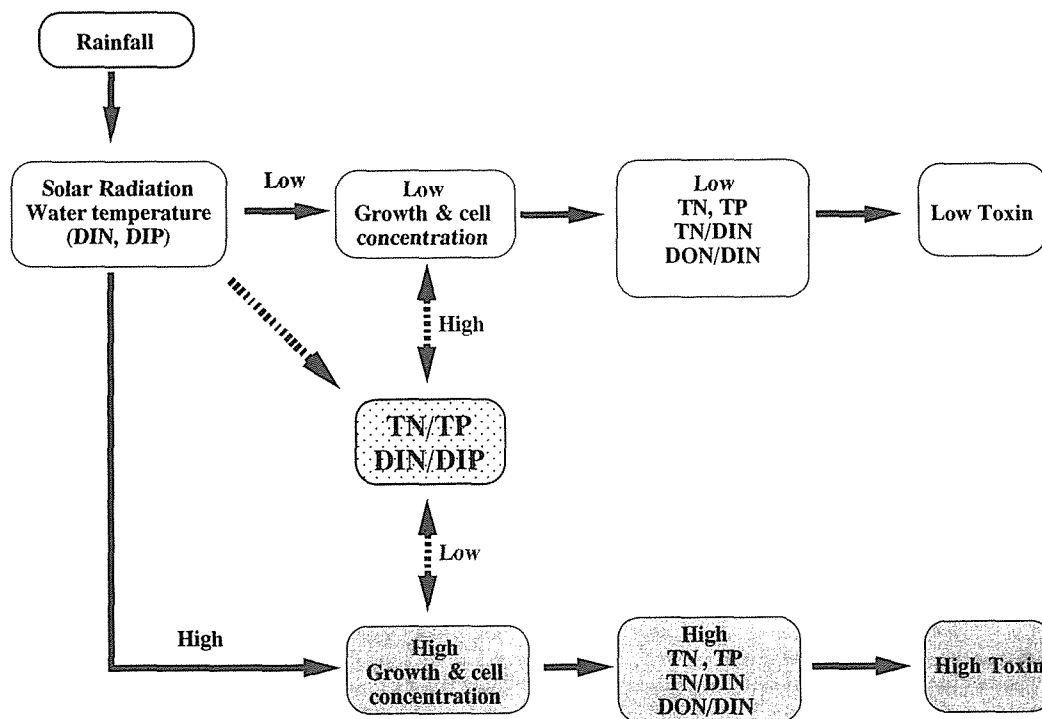 Rainfall
Solar Radiation
Water temperature
(DIN, DIP)
Low
Low
Growth & cell
concentration
Low
TN, TP
TN/DIN
DON/DIN
Low Toxin
High
TN/TP
DIN/DIP
Low
High
High
Growth & cell
concentration
High
TN , TP
TN/DIN
DON/DIN
High Toxin